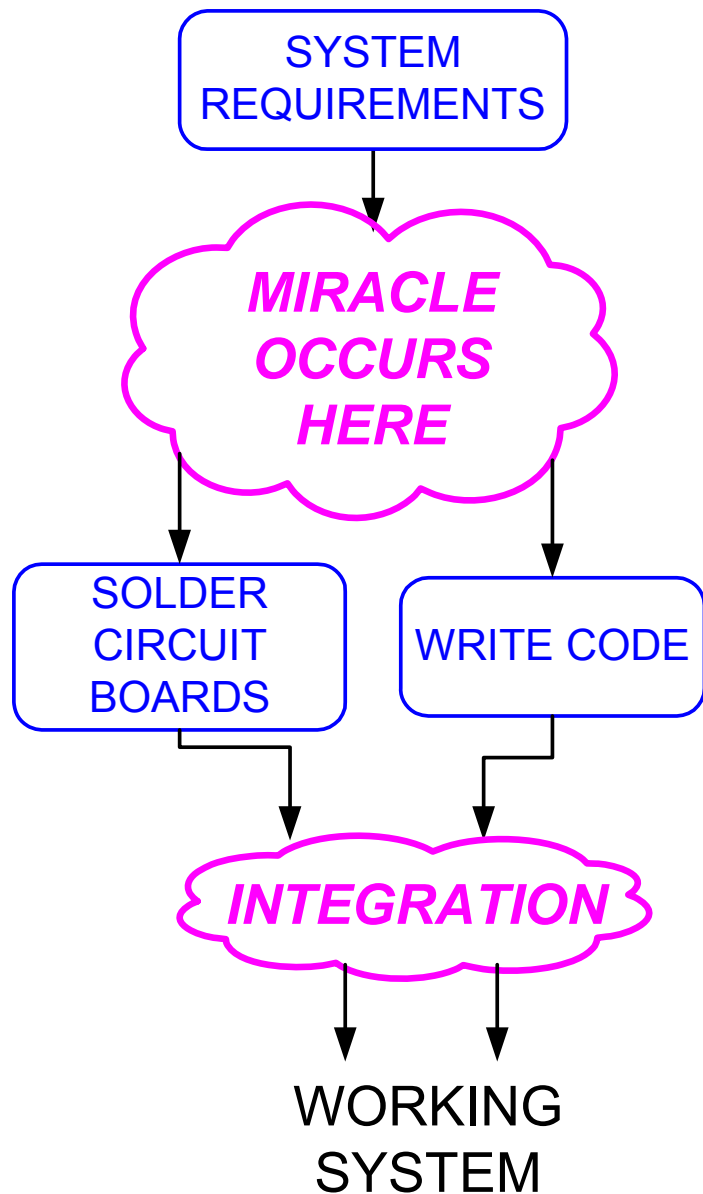 SYSTEM
REQUIREMENTS
MIRACLE
OCCURS
HERE
SOLDER
CIRCUIT
BOARDS
WRITE CODE
INTEGRATION
WORKING
SYSTEM